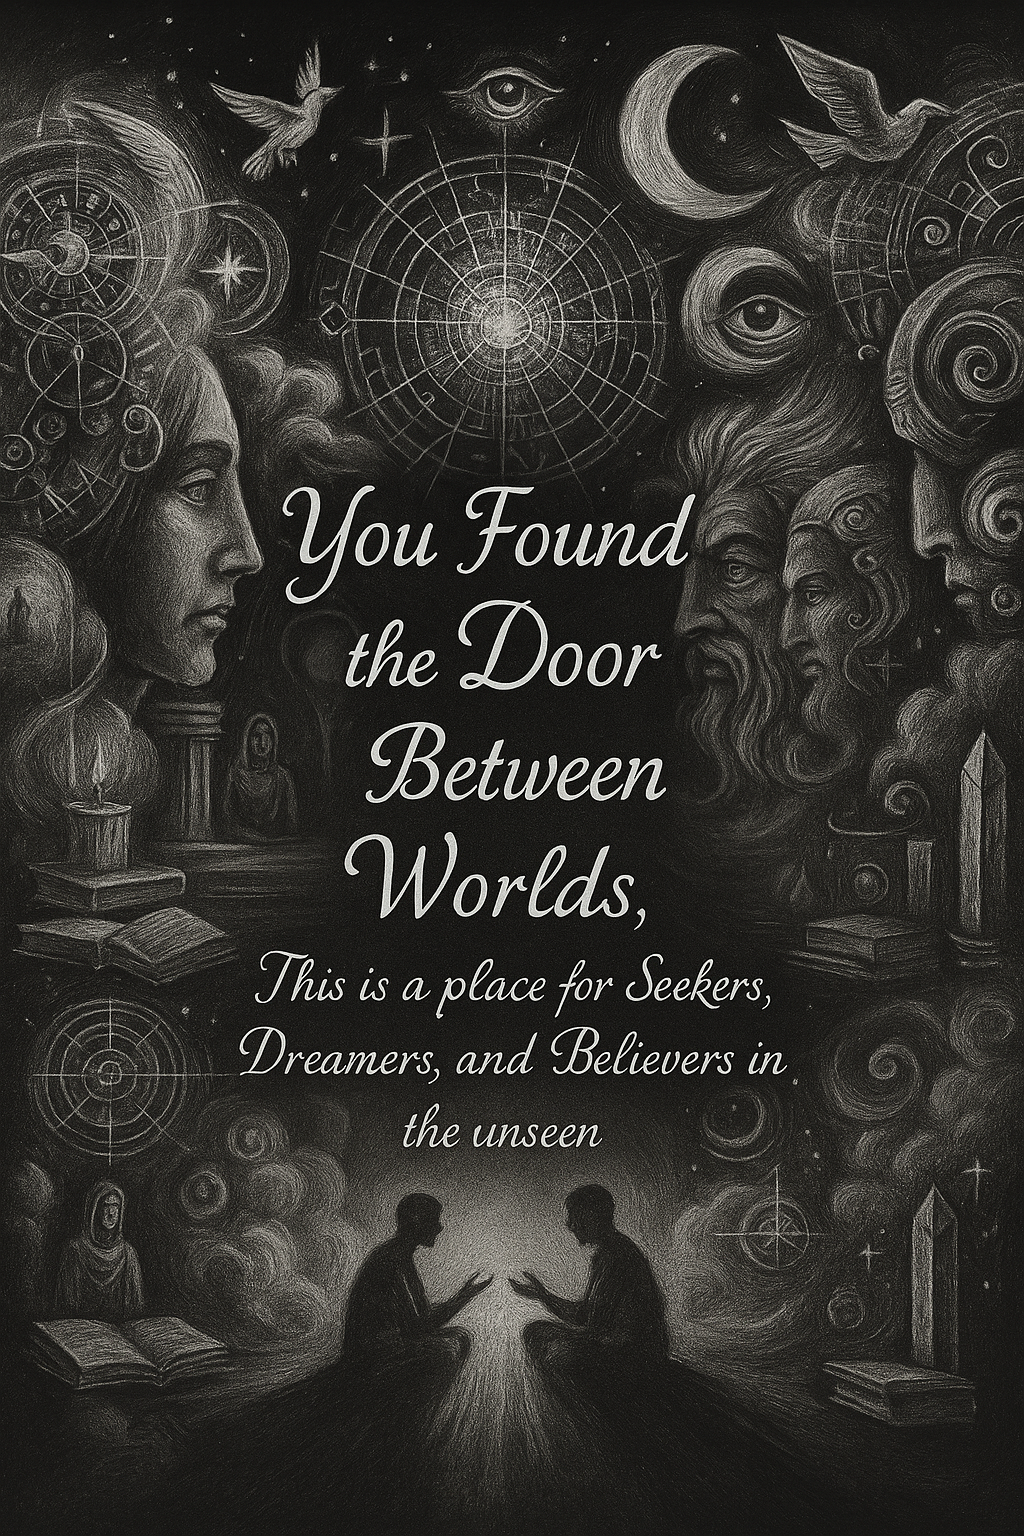 You Found
the Door
Between
Worlds,
This is a place for Seekers,
Dreamers, and Believers in
the unseen